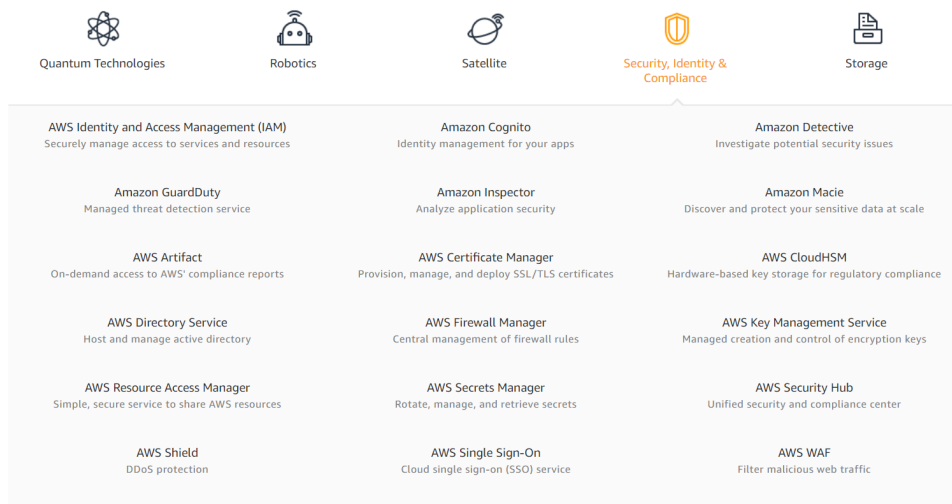 Quantum Technologies
Robotics
Satellite
Security, Identity &
Compliance
Storage
AWS Identity and Access Management (IAM)
Securely manage access to services and resources
Amazon Cognito
Identity management for your apps
Amazon Detective
Investigate potential security issues
Amazon GuardDuty
Managed threat detection service
Amazon Inspector
Analyze application security
Amazon Macie
Discover and protect your sensitive data at scale
AWS Artifact
On-demand access to AWS' compliance reports
AWS Certificate Manager
Provision, manage, and deploy SSL/TLS certificates
AWS CloudHSM
Hardware-based key storage for regulatory compliance
AWS Directory Service
Host and manage active directory
AWS Firewall Manager
Central management of firewall rules
AWS Key Management Service
Managed creation and control of encryption keys
AWS Resource Access Manager
Simple, secure service to share AWS resources
AWS Secrets Manager
Rotate, manage, and retrieve secrets
AWS Security Hub
Unified security and compliance center
AWS Shield
DDoS protection
AWS Single Sign-On
Cloud single sign-on (SSO) service
AWS WAF
Filter malicious web traffic